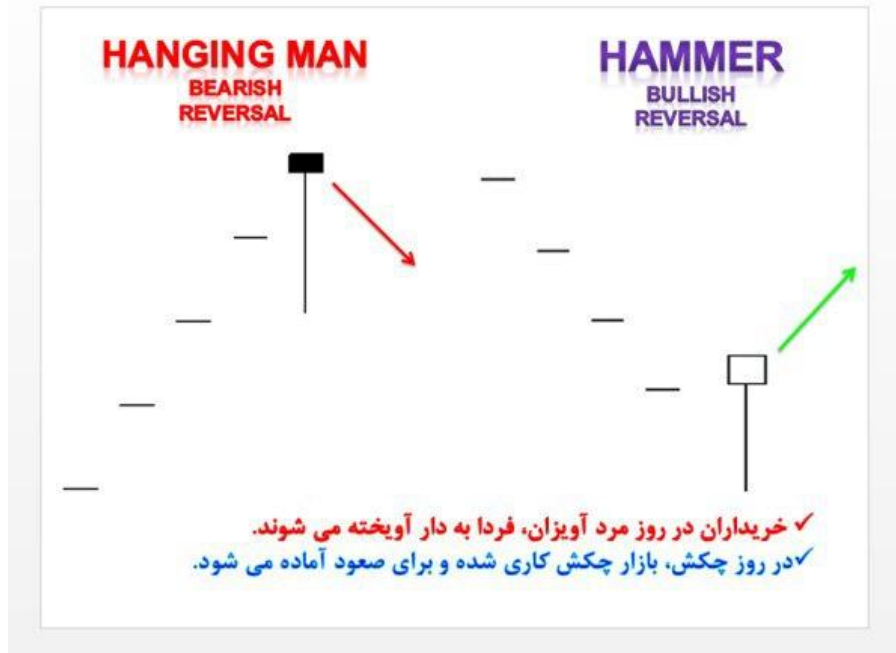 HANGING MAN
BEARISH
REVERSAL
HAMMER
BULLISH
REVERSAL
✓ خریداران در روز مرد آویزان، فردا به دار آویخته می شوند.
✓در روز چکش، بازار چکش کاری شده و برای صعود آماده می شود.